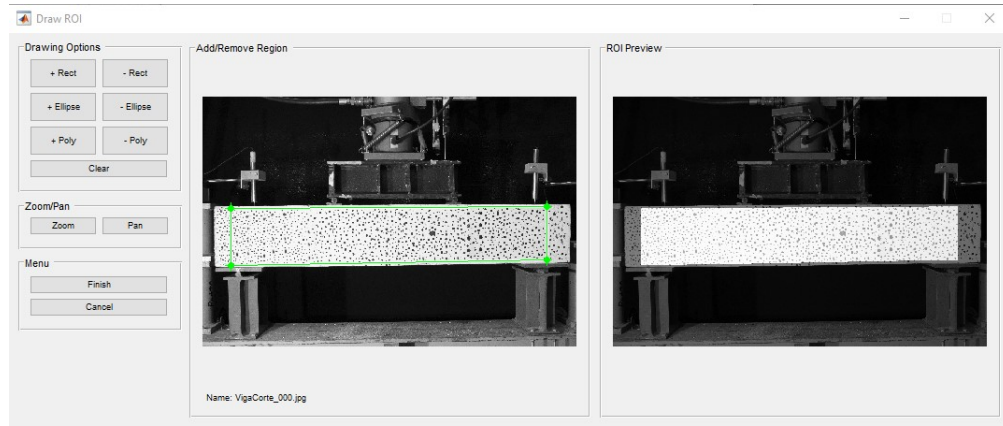 Draw ROI
Drawing Options
+ Rect
- Rect
+ Ellipse
- Ellipse
+ Poly
- Poly
Clear
Zoom/Pan
Zoom
Pan
Menu
Finish
Cancel
Add/Remove Region
Name: VigaCorte_000.jpg
ROI Preview